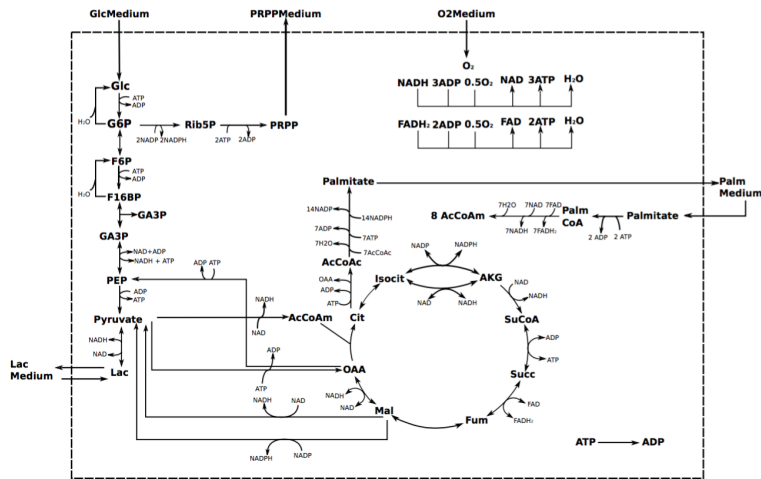 GlcMedium PRPPMedium O2Medium
O₂
NADH 3ADP 0.5O₂ NAD 3ATP H₂O
FADH₂ 2ADP 0.5O₂ FAD 2ATP H₂O
Glc
ATP
ADP
H₂O
G6P
Rib5P
PRPP
2NADP 2NADPH
2ATP 2ADP
F6P
ATP
ADP
H₂O
F16BP
GA3P
GA3P
NAD+ADP
NADH + ATP
PEP
ADP ATP
ADP
ATP
Pyruvate
NADH
NAD
Lac
Lac
Medium
NADH
NAD
AcCoAm
ADP
ATP
NADH NAD
NADPH NADP
Palmitate
14NADP
14NADPH
7ADP
7ATP
7H2O
7AcCoAc
AcCoAc
OAA
ADP
ATP
Palm
Medium
8 AcCoAm
7H2O 7NAD 7FAD
7NADH 7FADH₂
Palm
CoA
2 ADP 2 ATP
Palmitate
Cit
Isocit
NADP NADPH
NAD NADH
AKG
NAD
NADH
SuCoA
ADP
ATP
Succ
FAD
FADH₂
Fum
Mal
NADH
NAD
OAA
ATP ADP